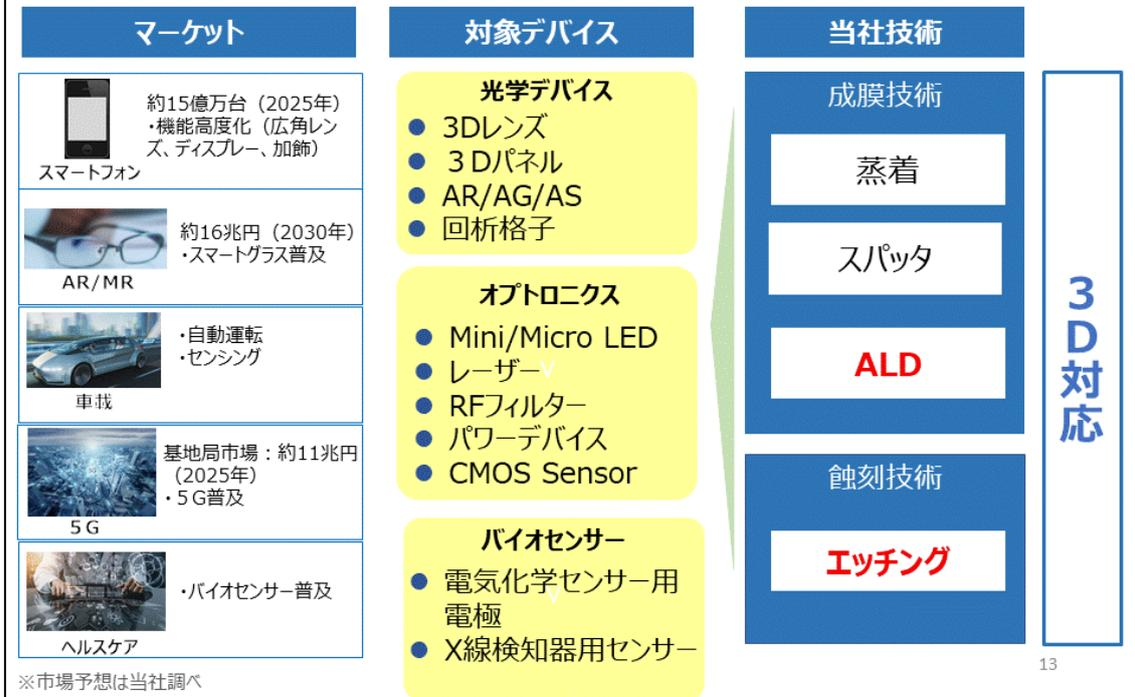 マーケット
対象デバイス
当社技術
約15億万台（2025年）
・機能高度化（広角レン
ズ、ディスプレー、加飾）
スマートフォン
約16兆円（2030年）
・スマートグラス普及
AR/MR
・自動運転
・センシング
車載
基地局市場：約11兆円
（2025年）
・５G普及
５G
・バイオセンサー普及
ヘルスケア
※市場予想は当社調べ
光学デバイス
● 3Dレンズ
● ３Dパネル
● AR/AG/AS
● 回析格子
オプトロニクス
● Mini/Micro LED
● レーザー
● RFフィルター
● パワーデバイス
● CMOS Sensor
バイオセンサー
● 電気化学センサー用
電極
● X線検知器用センサー
成膜技術
蒸着
スパッタ
ALD
蝕刻技術
エッチング
３D対応
13